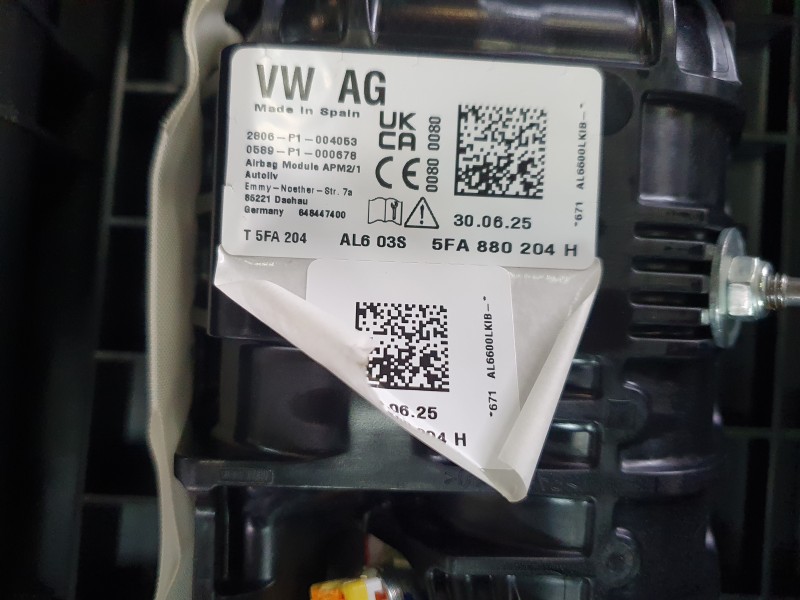 VW AG
Made in Spain
2806-P1-004053
0589-P1-000678
Airbag Module APM2/1
Autoliv
Emmy-Noether-Str. 7a
85221 Dachau
Germany 646447400
UK
CA
CE
0080 0080
30.06.25
*671 AL6600LKIB-*
T 5FA 204 AL6 03S 5FA 880 204 H
*671 AL6600LKIB-*
.06.25
204 H